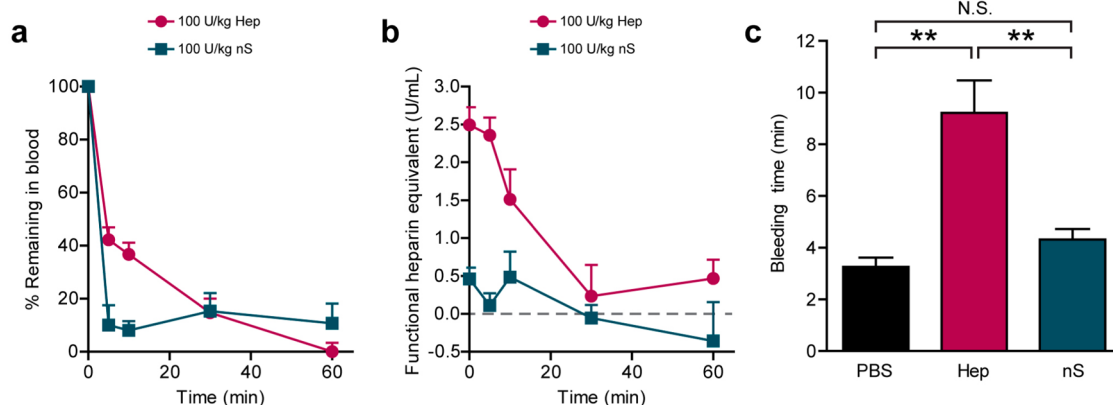 a
100 U/kg Hep
100 U/kg nS
% Remaining in blood
100
80
60
40
20
0
0 20 40 60
Time (min)
b
100 U/kg Hep
100 U/kg nS
Functional heparin equivalent (U/mL)
3.0
2.5
2.0
1.5
1.0
0.5
0.0
-0.5
0 20 40 60
Time (min)
c
N.S.
** **
Bleeding time (min)
12
10
8
6
4
2
0
PBS Hep nS